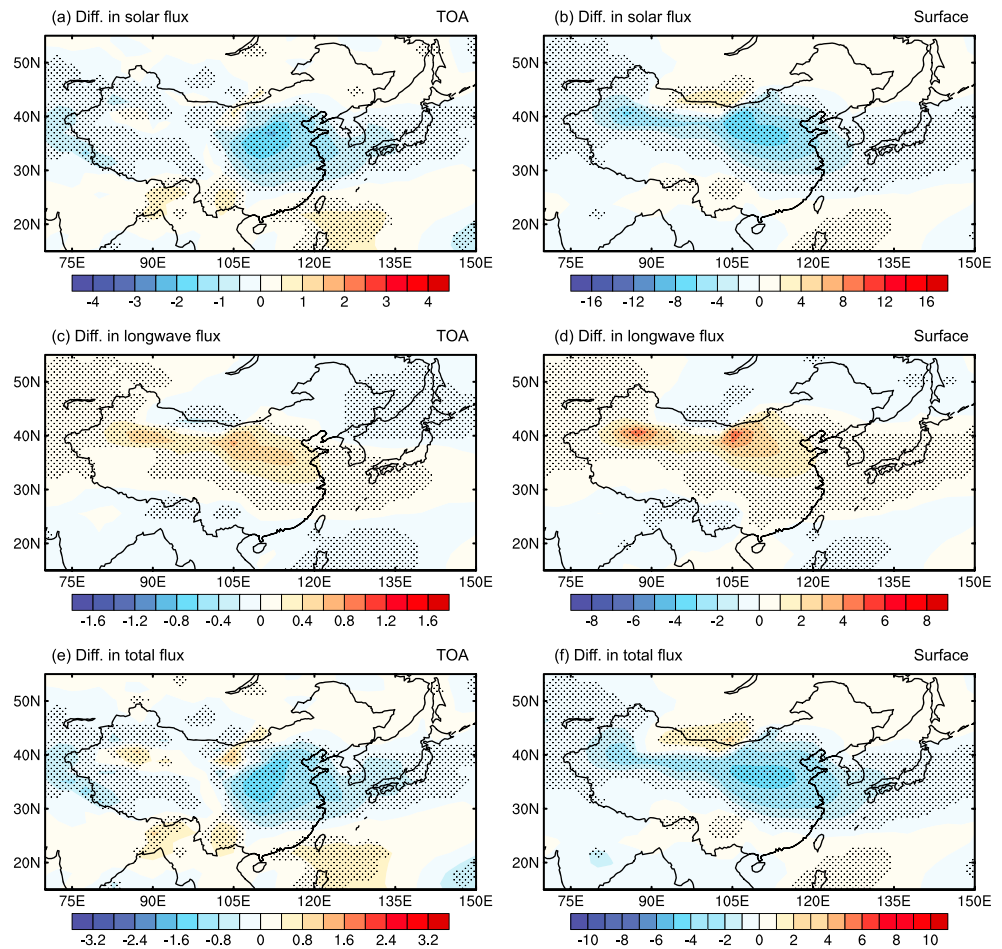 (a) Diff. in solar flux TOA
50N
40N
30N
20N
75E 90E 105E 120E 135E 150E
-4 -3 -2 -1 0 1 2 3 4
(b) Diff. in solar flux Surface
50N
40N
30N
20N
75E 90E 105E 120E 135E 150E
-16 -12 -8 -4 0 4 8 12 16
(c) Diff. in longwave flux TOA
50N
40N
30N
20N
75E 90E 105E 120E 135E 150E
-1.6 -1.2 -0.8 -0.4 0 0.4 0.8 1.2 1.6
(d) Diff. in longwave flux Surface
50N
40N
30N
20N
75E 90E 105E 120E 135E 150E
-8 -6 -4 -2 0 2 4 6 8
(e) Diff. in total flux TOA
50N
40N
30N
20N
75E 90E 105E 120E 135E 150E
-3.2 -2.4 -1.6 -0.8 0 0.8 1.6 2.4 3.2
(f) Diff. in total flux Surface
50N
40N
30N
20N
75E 90E 105E 120E 135E 150E
-10 -8 -6 -4 -2 0 2 4 6 8 10